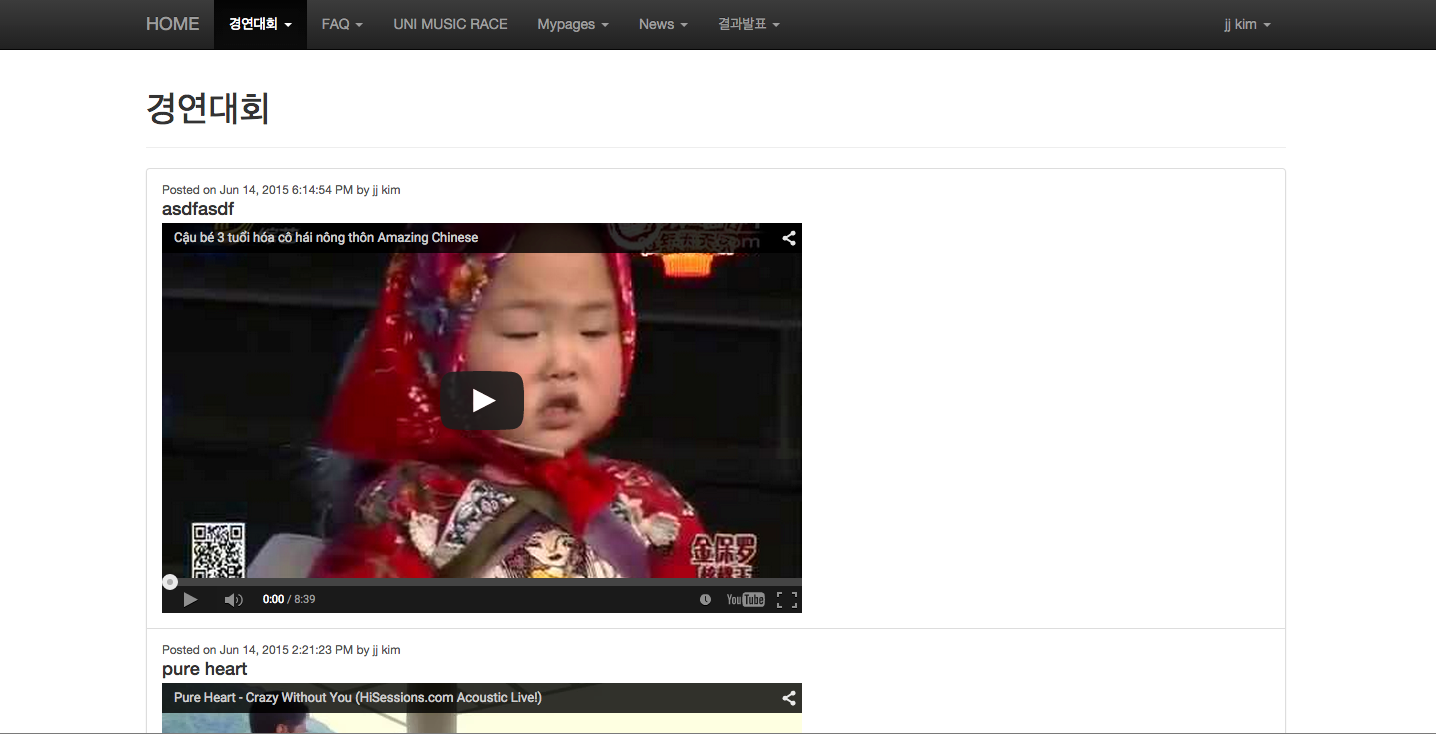 HOME 경연대회 FAQ UNI MUSIC RACE Mypages News 결과발표 jj kim
경연대회
Posted on Jun 14, 2015 6:14:54 PM by jj kim
asdfasdf
Cậu bé 3 tuổi hóa cô hái nông thôn Amazing Chinese
金保罗
0:00 / 8:39 YouTube
Posted on Jun 14, 2015 2:21:23 PM by jj kim
pure heart
Pure Heart - Crazy Without You (HiSessions.com Acoustic Live!)